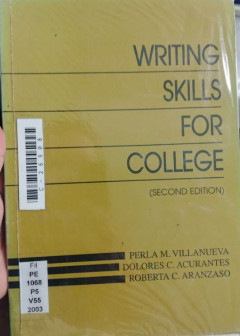 WRITING
SKILLS
FOR
COLLEGE
(SECOND EDITION)
PERLA M. VILLANUEVA
DOLORES C. ACURANTES
ROBERTA C. ARANZASO
Fil
PE
1068
P5
V55
2003